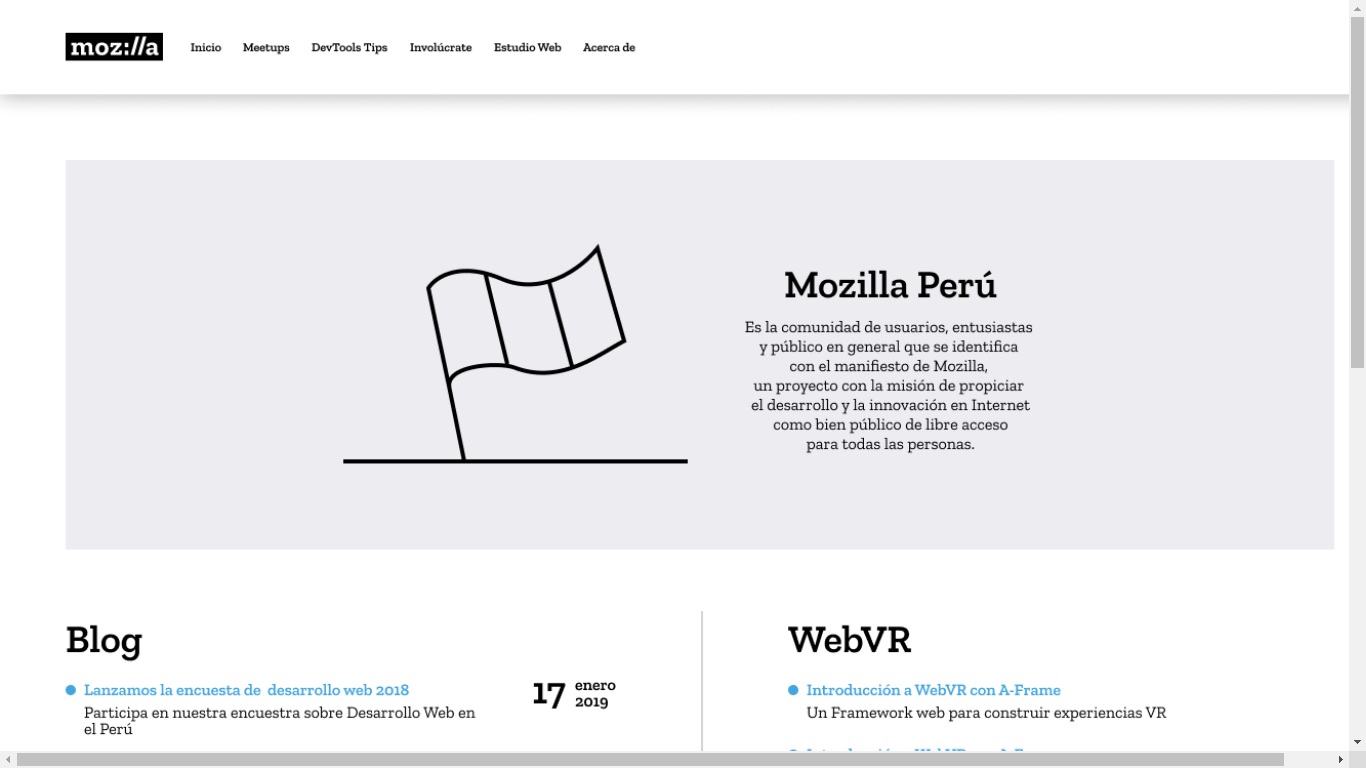 moz://a
Inicio
Meetups
DevTools Tips
Involúcrate
Estudio Web
Acerca de
Mozilla Perú
Es la comunidad de usuarios, entusiastas
y público en general que se identifica
con el manifiesto de Mozilla,
un proyecto con la misión de propiciar
el desarrollo y la innovación en Internet
como bien público de libre acceso
para todas las personas.
Blog
Lanzamos la encuesta de  desarrollo web 2018
Participa en nuestra encuesta sobre Desarrollo Web en
el Perú
17
enero
2019
WebVR
Introducción a WebVR con A-Frame
Un Framework web para construir experiencias VR